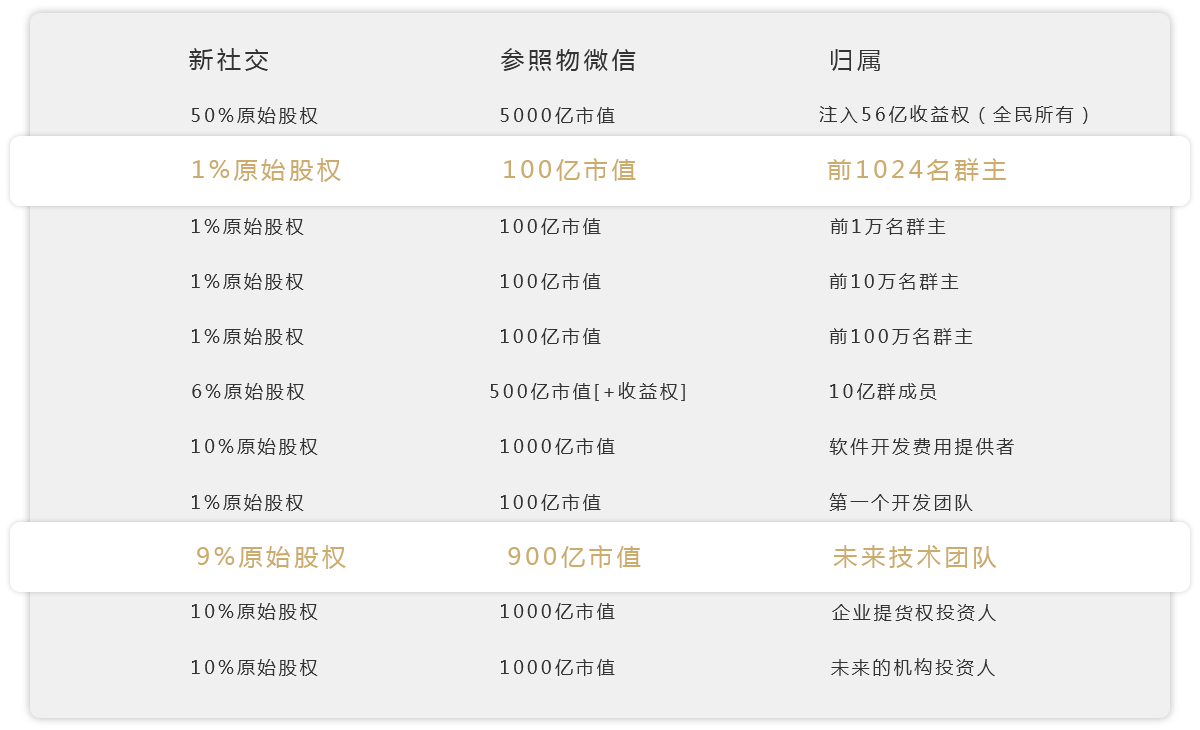 新社交 参照物微信 归属
50%原始股权 5000亿市值 注入56亿收益权（全民所有）
1%原始股权 100亿市值 前1024名群主
1%原始股权 100亿市值 前1万名群主
1%原始股权 100亿市值 前10万名群主
1%原始股权 100亿市值 前100万名群主
6%原始股权 500亿市值[+收益权] 10亿群成员
10%原始股权 1000亿市值 软件开发费用提供者
1%原始股权 100亿市值 第一个开发团队
9%原始股权 900亿市值 未来技术团队
10%原始股权 1000亿市值 企业提货权投资人
10%原始股权 1000亿市值 未来的机构投资人